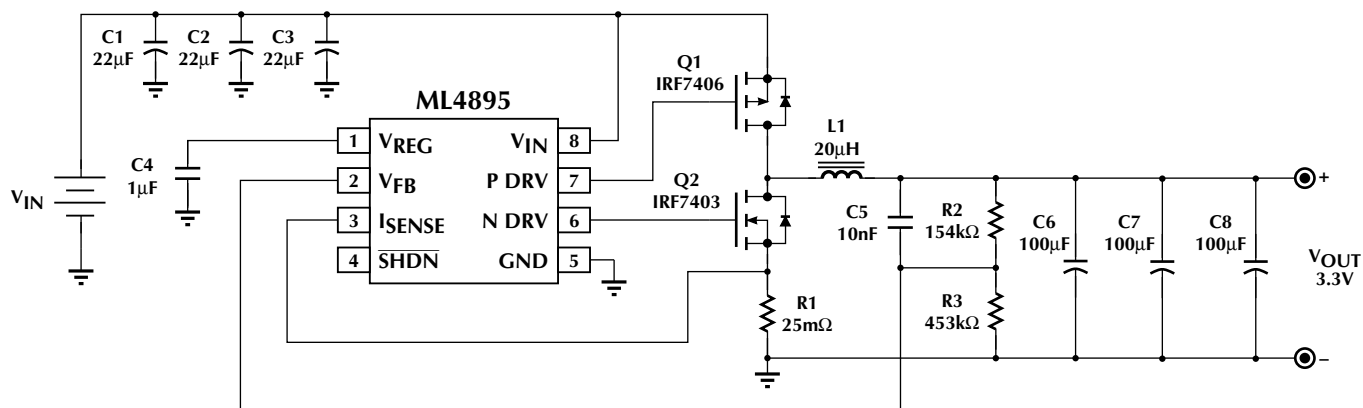 C1
22µF
C2
22µF
C3
22µF
Q1
IRF7406
ML4895
1
VREG
VIN
8
2
VFB
P DRV
7
3
ISENSE
N DRV
6
4
SHDN
GND
5
C4
1µF
VIN
Q2
IRF7403
L1
20µH
R1
25mΩ
C5
10nF
R2
154kΩ
R3
453kΩ
C6
100µF
C7
100µF
C8
100µF
+
VOUT
3.3V
–